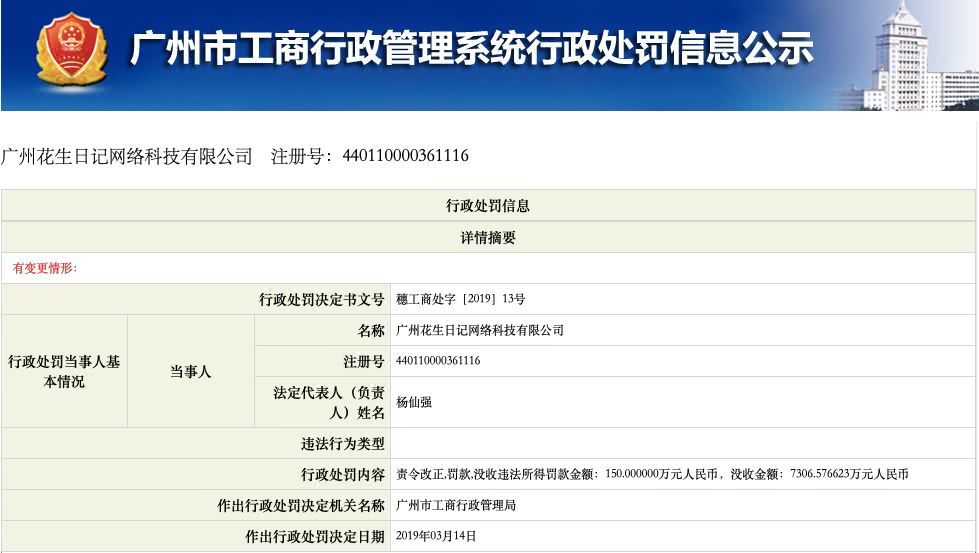 广州市工商行政管理系统行政处罚信息公示
广州花生日记网络科技有限公司 注册号：440110000361116
行政处罚信息
详情摘要
有变更情形：
行政处罚决定书文号 穗工商处字［2019］13号
行政处罚当事人基
本情况
当事人
名称 广州花生日记网络科技有限公司
注册号 440110000361116
法定代表人（负责
人）姓名
杨仙强
违法行为类型
行政处罚内容 责令改正,罚款,没收违法所得罚款金额：150.000000万元人民币，没收金额：7306.576623万元人民币
作出行政处罚决定机关名称 广州市工商行政管理局
作出行政处罚决定日期 2019年03月14日